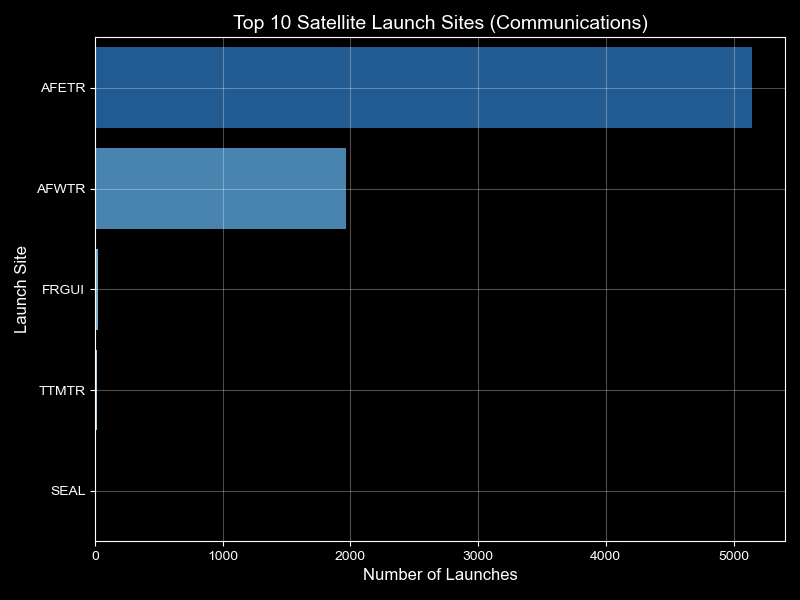 Top 10 Satellite Launch Sites (Communications)
AFETR
AFWTR
FRGUI
TTMTR
SEAL
Launch Site
0 1000 2000 3000 4000 5000
Number of Launches